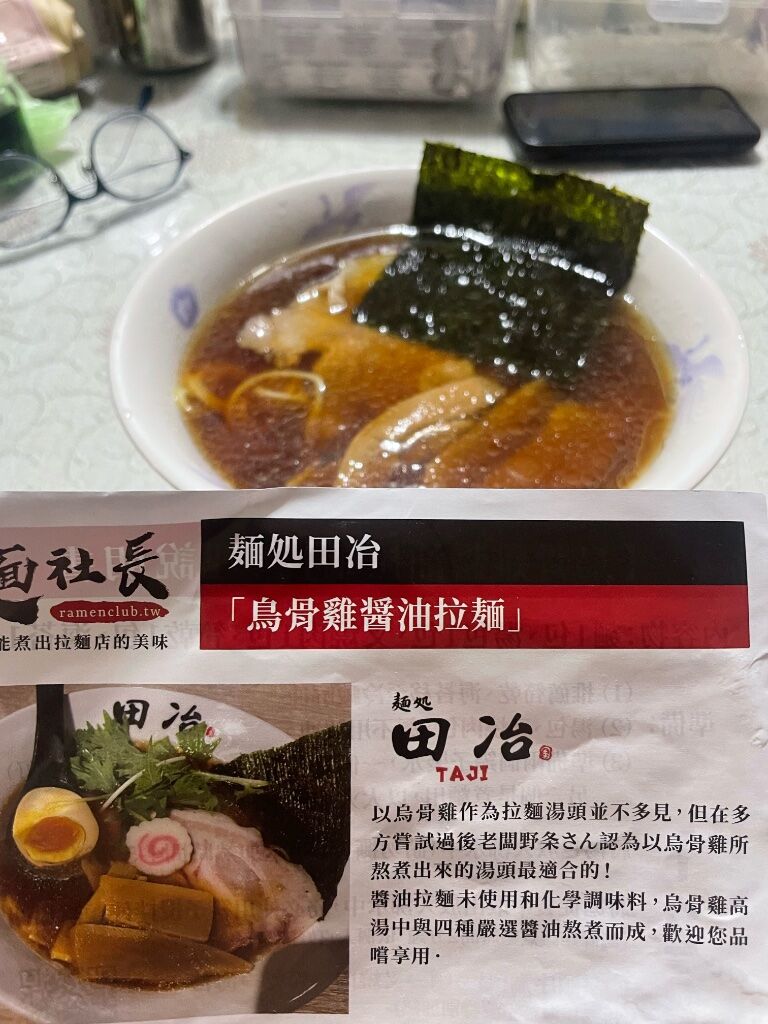 麵社長
ramenclub.tw
能煮出拉麵店的美味
麵処田冶
「烏骨雞醬油拉麵」
田冶
麵処
田冶
TAJI
以烏骨雞作為拉麵湯頭並不多見，但在多
方嘗試過後老闆野条さん認為以烏骨雞所
熬煮出來的湯頭最適合的！
醬油拉麵未使用和化學調味料，烏骨雞高
湯中與四種嚴選醬油熬煮而成，歡迎您品
嚐享用．